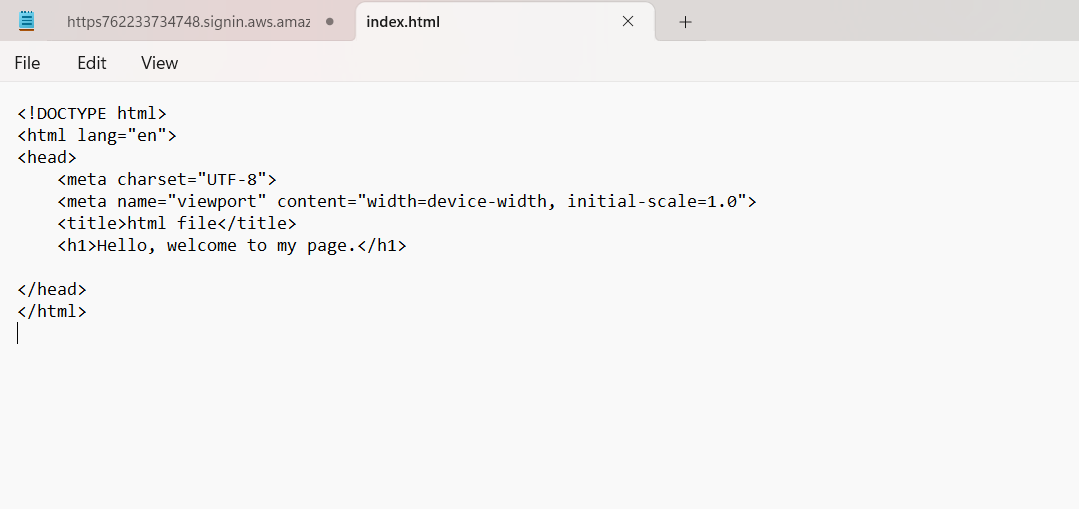 https762233734748.signin.aws.amaz
index.html
File Edit View
<!DOCTYPE html>
<html lang="en">
<head>
    <meta charset="UTF-8">
    <meta name="viewport" content="width=device-width, initial-scale=1.0">
    <title>html file</title>
    <h1>Hello, welcome to my page.</h1>

</head>
</html>